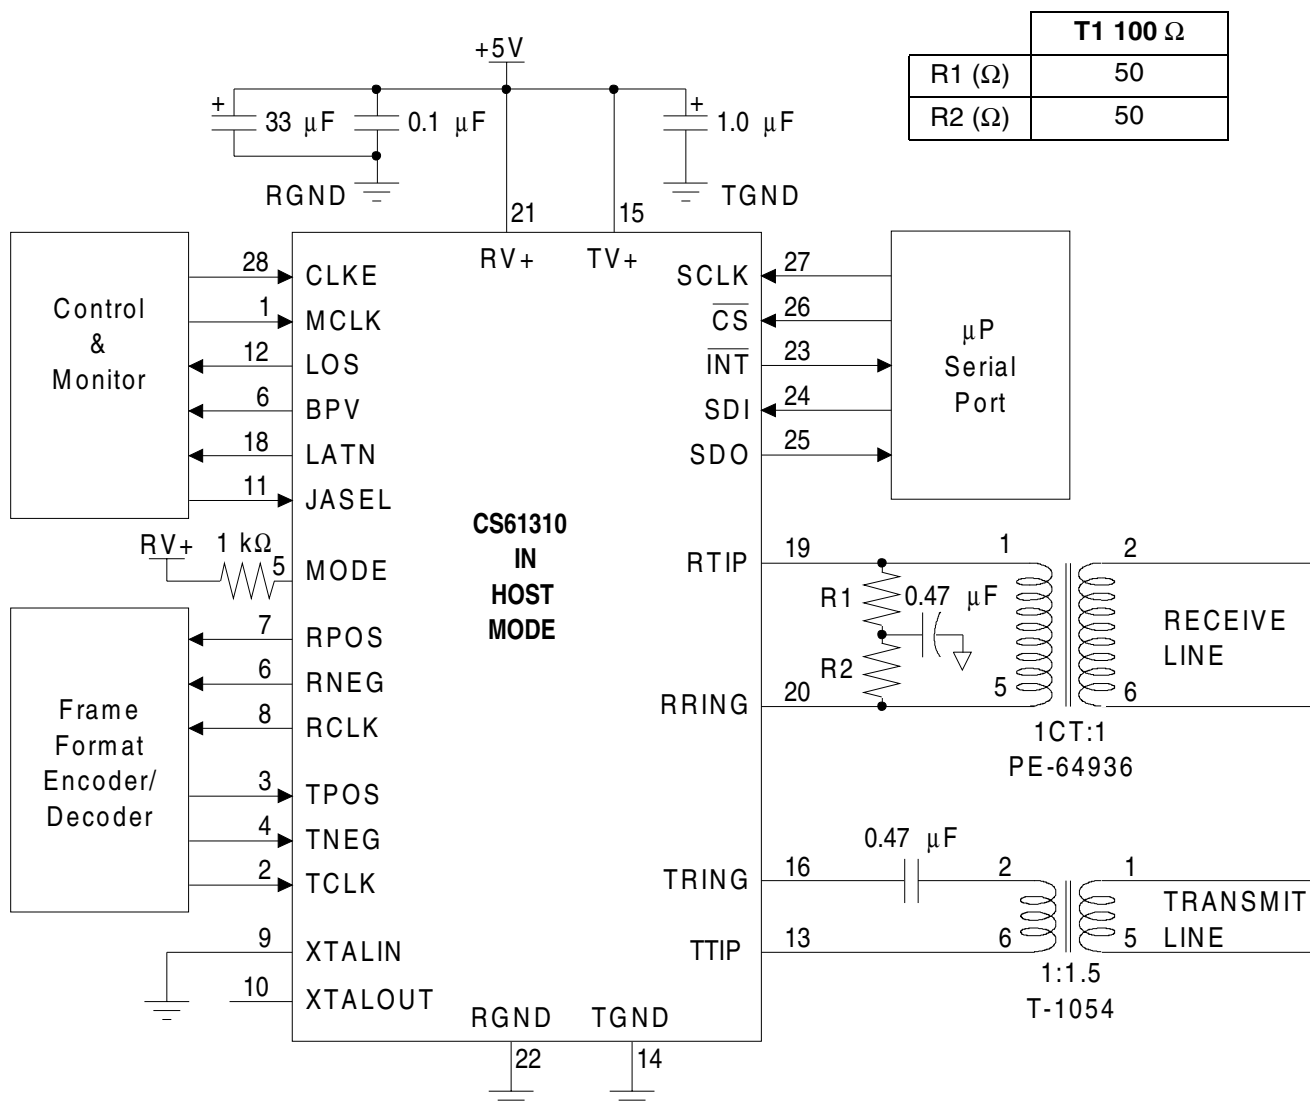 T1 100 Ω
R1 (Ω) 50
R2 (Ω) 50
+5V
+ 33 μF
0.1 μF
+ 1.0 μF
RGND
TGND
21
15
RV+
TV+
Control
&
Monitor
28 CLKE
1 MCLK
12 LOS
6 BPV
18 LATN
11 JASEL
RV+
1 kΩ
5 MODE
Frame
Format
Encoder/
Decoder
7 RPOS
6 RNEG
8 RCLK
3 TPOS
4 TNEG
2 TCLK
9 XTALIN
10 XTALOUT
CS61310
IN
HOST
MODE
RGND
TGND
22
14
SCLK 27
CS 26
INT 23
SDI 24
SDO 25
μP
Serial
Port
RTIP 19
R1
0.47 μF
R2
RRING 20
1
2
5
6
RECEIVE
LINE
1CT:1
PE-64936
0.47 μF
TRING 16
TTIP 13
2
1
6
5
TRANSMIT
LINE
1:1.5
T-1054